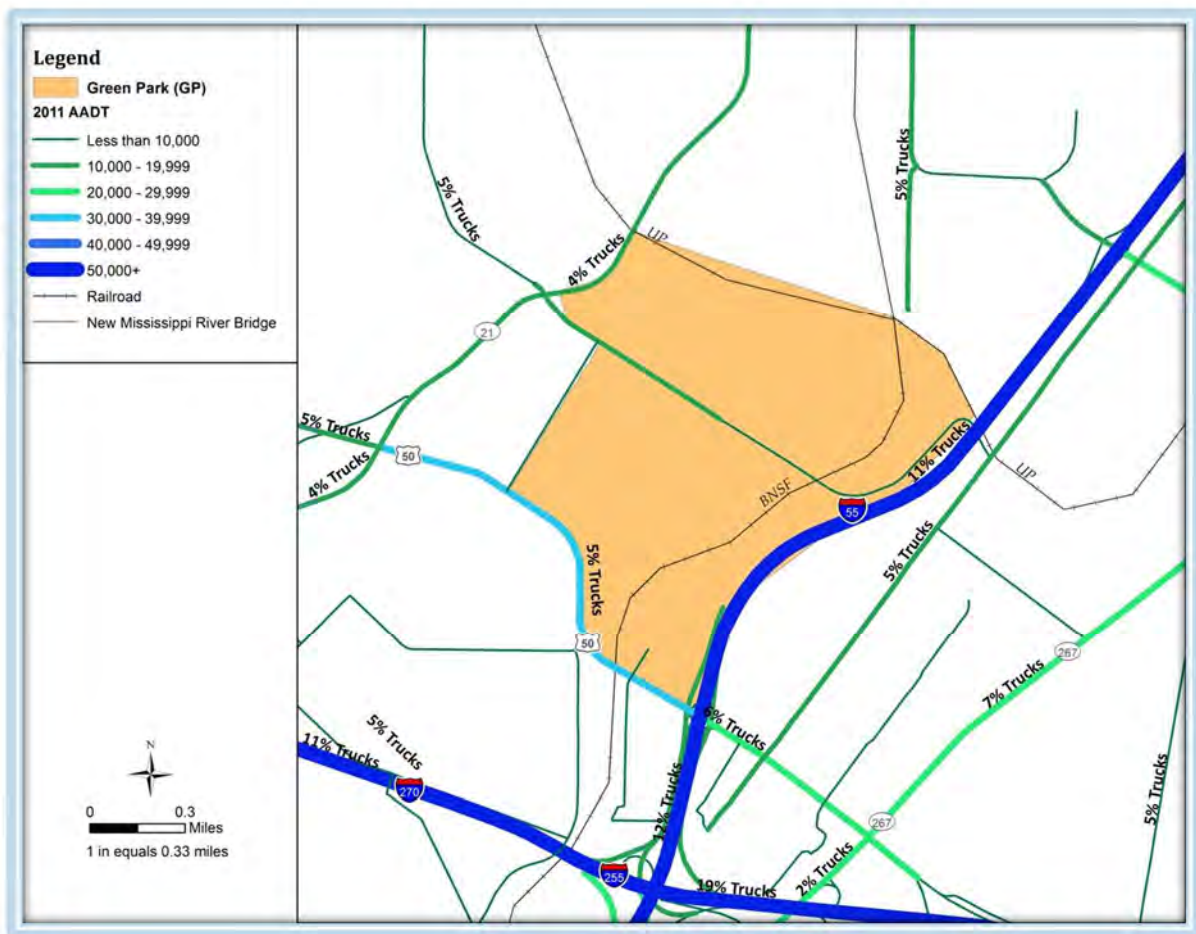 Legend
Green Park (GP)
2011 AADT
Less than 10,000
10,000 - 19,999
20,000 - 29,999
30,000 - 39,999
40,000 - 49,999
50,000+
Railroad
New Mississippi River Bridge
N
0 0.3
Miles
1 in equals 0.33 miles
5% Trucks
5% Trucks
UP
4% Trucks
21
5% Trucks
50
4% Trucks
11% Trucks
UP
BNSF
55
5% Trucks
5% Trucks
50
267
7% Trucks
6% Trucks
5% Trucks
11% Trucks
270
12% Trucks
267
5% Trucks
2% Trucks
255
19% Trucks